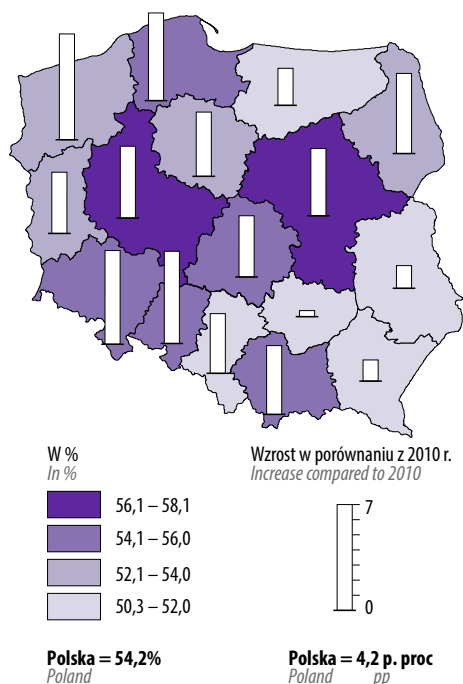 W %
In %
56,1 – 58,1
54,1 – 56,0
52,1 – 54,0
50,3 – 52,0
Polska = 54,2%
Poland
Wzrost w porównaniu z 2010 r.
Increase compared to 2010
7
0
Polska = 4,2 p. proc
Poland pp